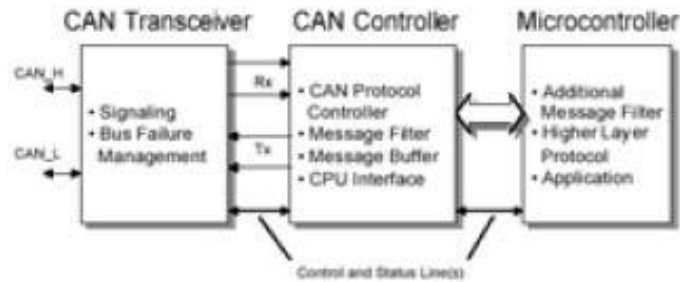 CAN Transceiver
CAN Controller
Microcontroller
CAN_H
CAN_L
• Signaling
• Bus Failure
Management
Rx
Tx
• CAN Protocol
Controller
• Message Filter
• Message Buffer
• CPU Interface
• Additional
Message Filter
• Higher Layer
Protocol
• Application
Control and Status Line(s)